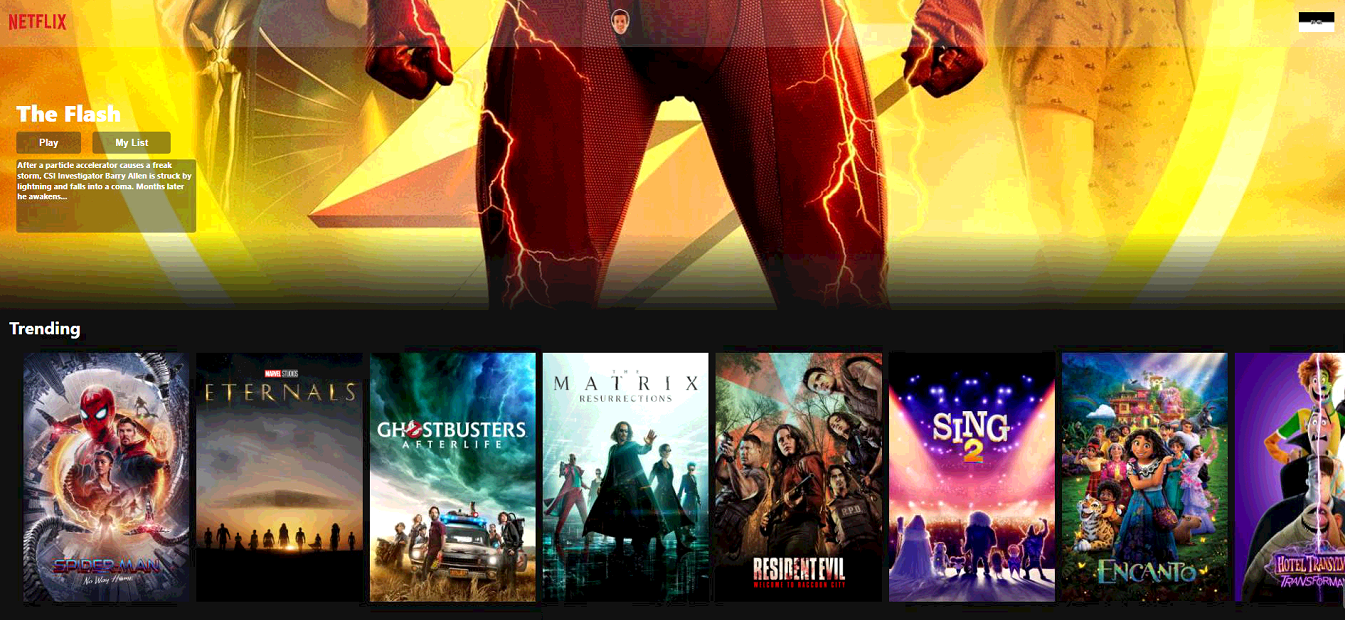 NETFLIX
The Flash
Play
My List
After a particle accelerator causes a freak
storm, CSI Investigator Barry Allen is struck by
lightning and falls into a coma. Months later
he awakens...
Trending
SPIDER-MAN
No Way Home
MARVEL STUDIOS
ETERNALS
GHOSTBUSTERS
AFTERLIFE
THE
MATRIX
RESURRECTIONS
R.P.D.
RESIDENT EVIL
WELCOME TO RACCOON CITY
SING
2
ENCANTO
HOTEL TRANSYL
TRANSFORMA